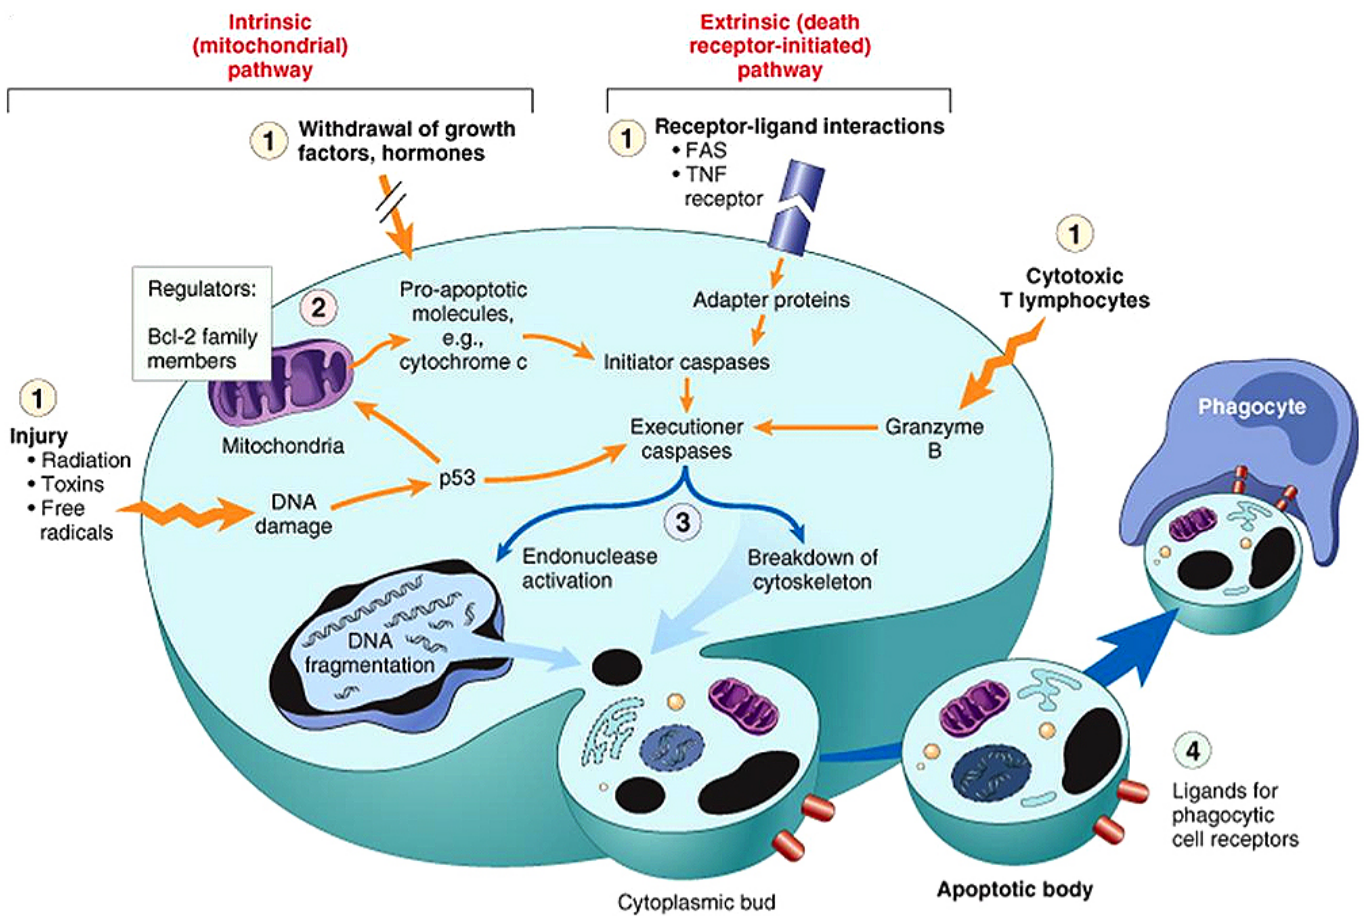 Intrinsic
(mitochondrial)
pathway
Extrinsic (death
receptor-initiated)
pathway
1
Withdrawal of growth
factors, hormones
1
Receptor-ligand interactions
• FAS
• TNF
receptor
1
Cytotoxic
T lymphocytes
Regulators:
Bcl-2 family
members
2
Pro-apoptotic
molecules,
e.g.,
cytochrome c
Adapter proteins
Initiator caspases
Mitochondria
1
Injury
• Radiation
• Toxins
• Free
radicals
DNA
damage
p53
Executioner
caspases
Granzyme
B
Phagocyte
3
Endonuclease
activation
Breakdown of
cytoskeleton
DNA
fragmentation
4
Ligands for
phagocytic
cell receptors
Cytoplasmic bud
Apoptotic body